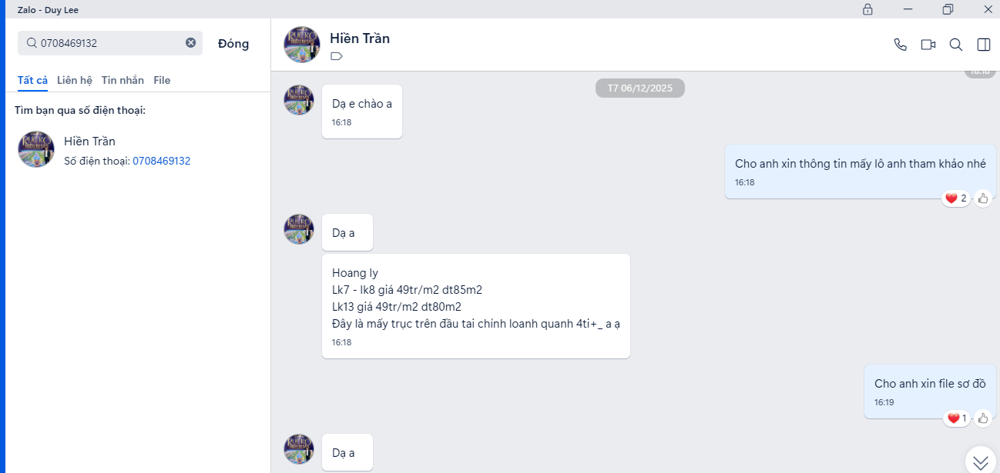 Zalo - Duy Lee
0708469132
Đóng
Tất cả
Liên hệ
Tin nhắn
File
Tìm bạn qua số điện thoại:
Hiền Trần
Số điện thoại: 0708469132
Hiền Trần
16:18
T7 06/12/2025
Dạ e chào a
16:18
Cho anh xin thông tin mấy lô anh tham khảo nhé
16:18
2
Dạ a
Hoang ly
Lk7 - lk8 giá 49tr/m2 dt85m2
Lk13 giá 49tr/m2 dt80m2
Đây là mấy trục trên đầu tai chính loanh quanh 4ti+_ a ạ
16:18
Cho anh xin file sơ đồ
16:19
1
Dạ a